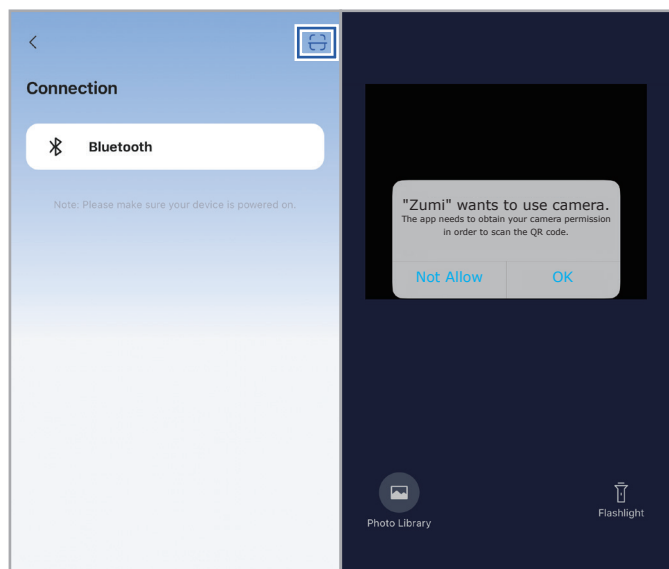 Connection
Bluetooth
Note: Please make sure your device is powered on.
"Zumi" wants to use camera.
The app needs to obtain your camera permission
in order to scan the QR code.
Not Allow
OK
Photo Library
Flashlight